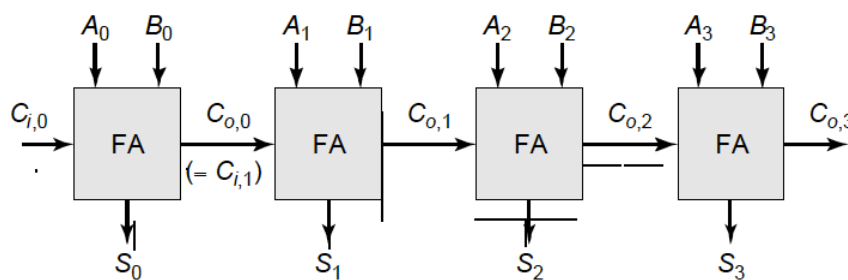 A0 B0 A1 B1 A2 B2 A3 B3
Ci,0 Co,0 Co,1 Co,2 Co,3
FA FA FA FA
(= Ci,1)
S0 S1 S2 S3